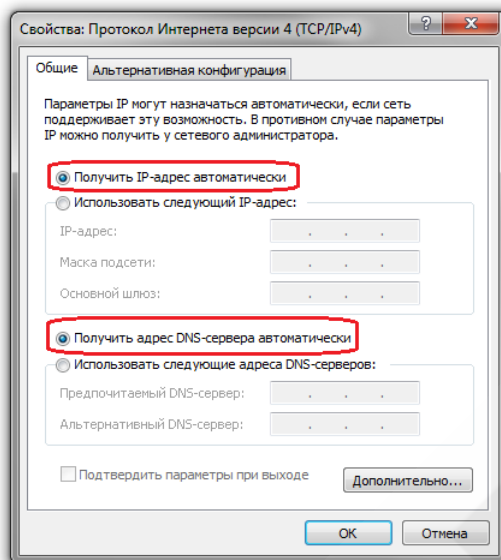 Свойства: Протокол Интернета версии 4 (TCP/IPv4)
Общие
Альтернативная конфигурация
Параметры IP могут назначаться автоматически, если сеть
поддерживает эту возможность. В противном случае параметры
IP можно получить у сетевого администратора.
Получить IP-адрес автоматически
Использовать следующий IP-адрес:
IP-адрес:
Маска подсети:
Основной шлюз:
Получить адрес DNS-сервера автоматически
Использовать следующие адреса DNS-серверов:
Предпочитаемый DNS-сервер:
Альтернативный DNS-сервер:
Подтвердить параметры при выходе
Дополнительно...
ОК
Отмена